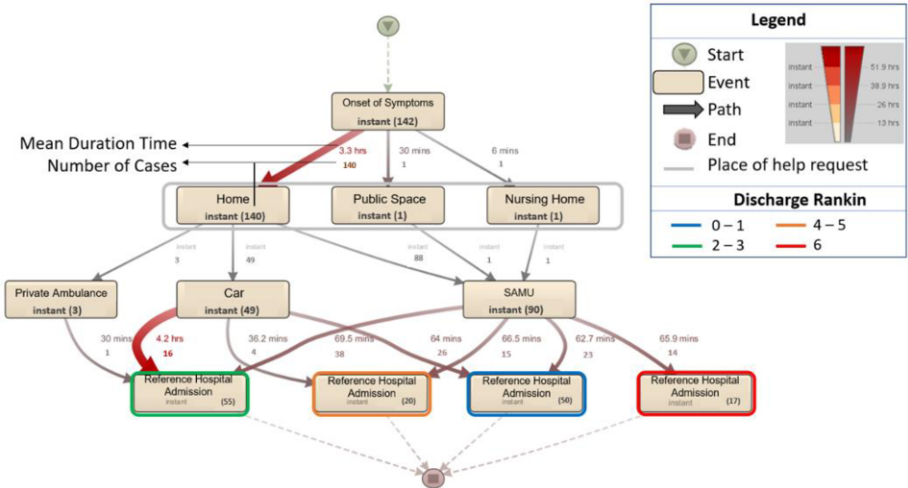 Legend
Start
Event
Path
End
instant
51.9 hrs
instant
38.9 hrs
instant
26 hrs
instant
13 hrs
Place of help request
Discharge Rankin
0 – 1
4 – 5
2 – 3
6
Onset of Symptoms
instant (142)
Mean Duration Time
Number of Cases
3.3 hrs
140
30 mins
1
6 mins
1
Home
instant (140)
Public Space
instant (1)
Nursing Home
instant (1)
instant
3
instant
49
instant
88
instant
1
instant
1
Private Ambulance
instant (3)
Car
instant (49)
SAMU
instant (90)
30 mins
1
4.2 hrs
16
36.2 mins
4
69.5 mins
38
64 mins
26
66.5 mins
15
62.7 mins
23
65.9 mins
14
Reference Hospital
Admission
instant
(55)
Reference Hospital
Admission
instant
(20)
Reference Hospital
Admission
instant
(50)
Reference Hospital
Admission
instant
(17)